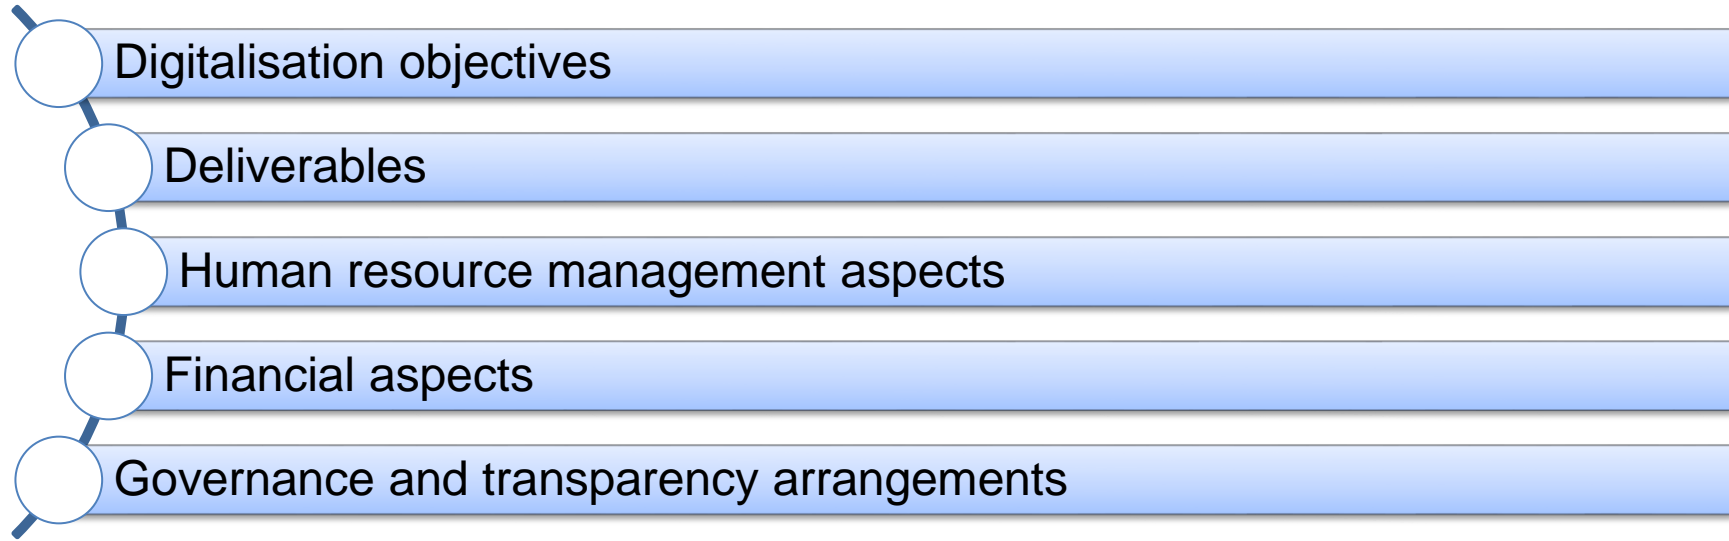 Digitalisation objectives
Deliverables
Human resource management aspects
Financial aspects
Governance and transparency arrangements